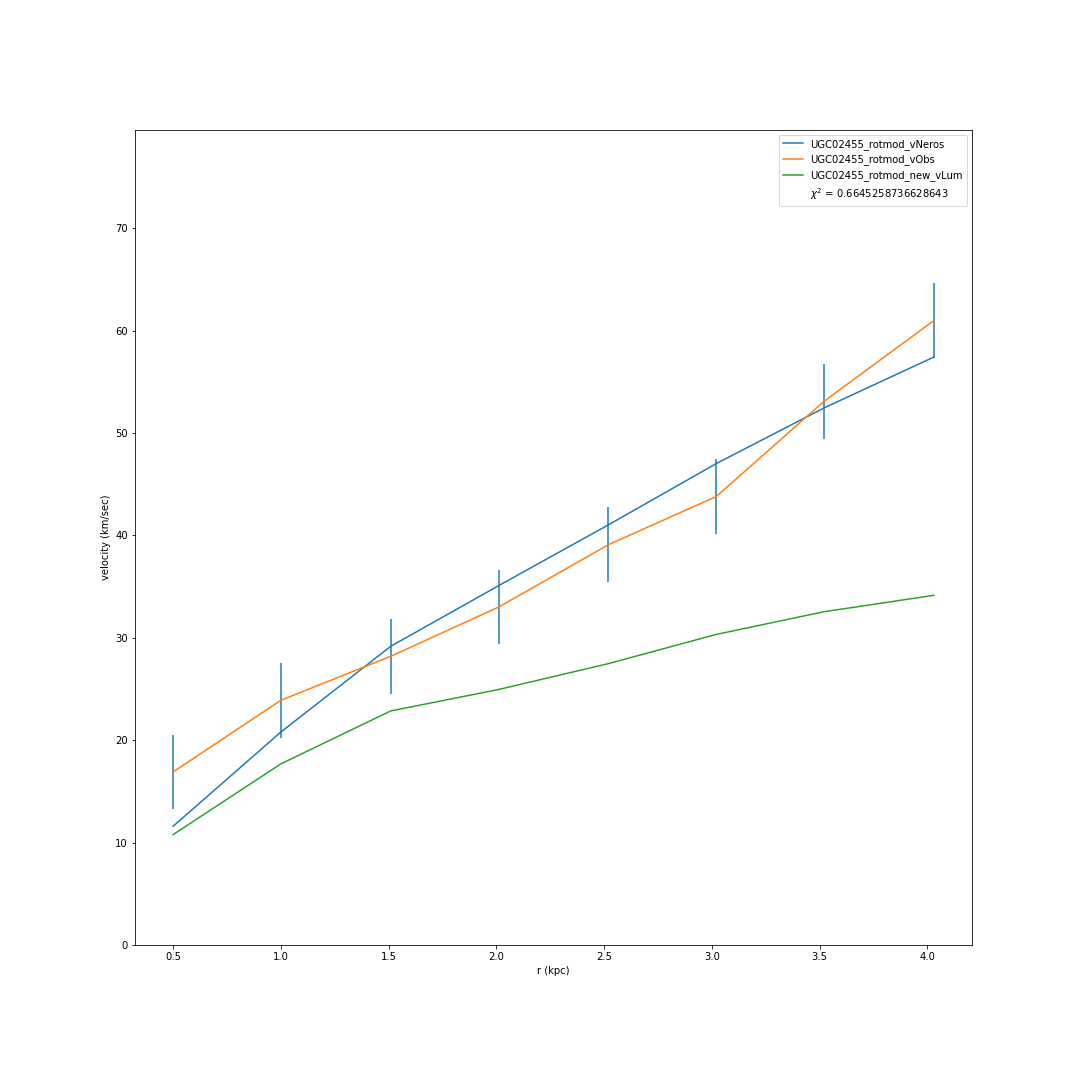 UGC02455_rotmod_vNeros
UGC02455_rotmod_vObs
UGC02455_rotmod_new_vLum
χ² = 0.6645258736628643
70
60
50
40
30
20
10
0
velocity (km/sec)
0.5 1.0 1.5 2.0 2.5 3.0 3.5 4.0
r (kpc)